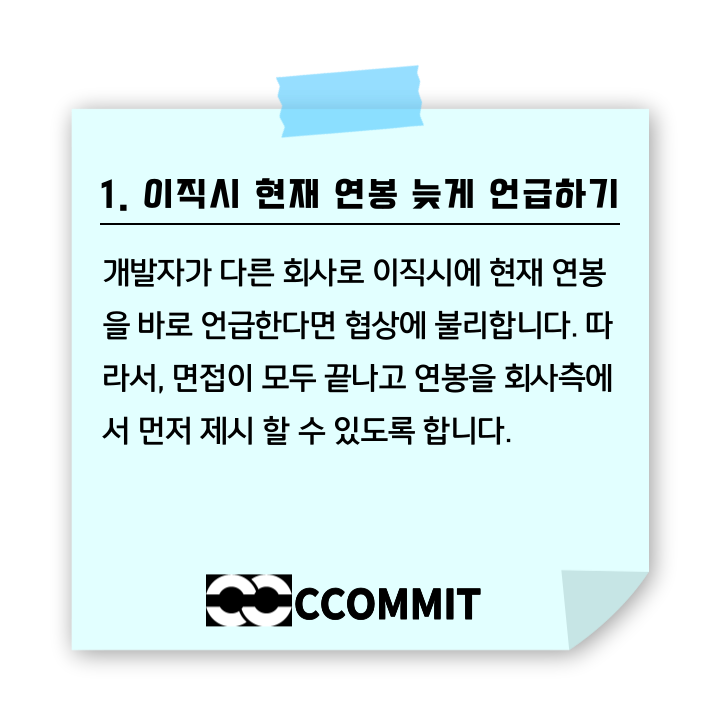 1. 이직시 현재 연봉 늦게 언급하기
개발자가 다른 회사로 이직시에 현재 연봉
을 바로 언급한다면 협상에 불리합니다. 따
라서, 면접이 모두 끝나고 연봉을 회사측에
서 먼저 제시 할 수 있도록 합니다.
CCOMMIT